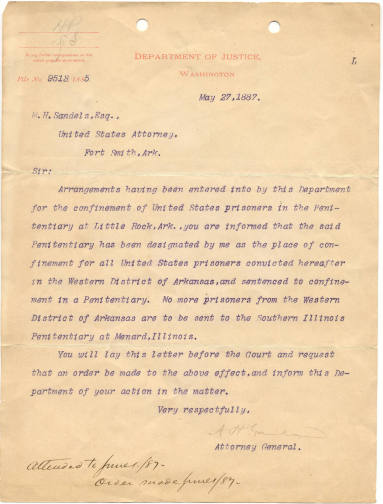 DEPARTMENT OF JUSTICE,
WASHINGTON
L
File No. 9513 1885
May 27,1887.
M.H.Sandels,Esq.,
United States Attorney,
Fort Smith,Ark.
Sir:
Arrangements having been entered into by this Department
for the confinement of United States prisoners in the Peni-
tentiary at Little Rock,Ark.,you are informed that the said
Penitentiary has been designated by me as the place of con-
finement for all United States prisoners convicted hereafter
in the Western District of Arkansas,and sentenced to confine-
ment in a Penitentiary. No more prisoners from the Western
District of Arkansas are to be sent to the Southern Illinois
Penitentiary at Menard,Illinois.
You will lay this letter before the Court and request
that an order be made to the above effect,and inform this De-
partment of your action in the matter.
Very respectfully,
Attorney General.
Attended to June 1/87-
Order made June 1/87-